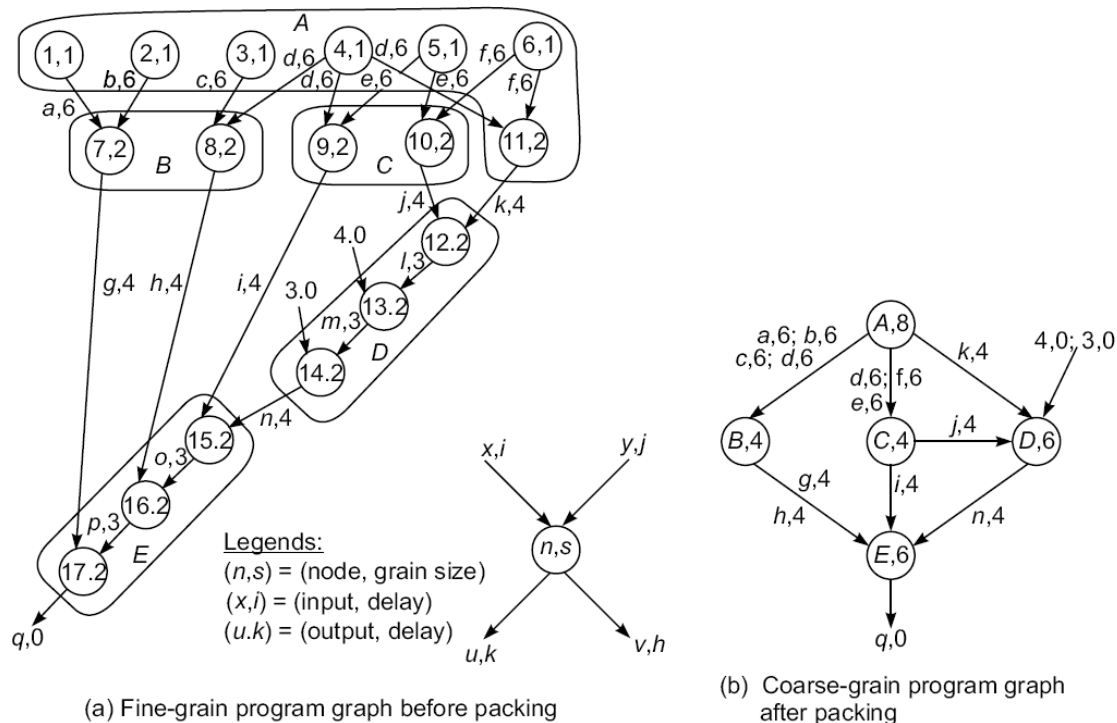 A
1,1 2,1 3,1 4,1 5,1 6,1
d,6 d,6 f,6
b,6 c,6 d,6 e,6 e,6 f,6
a,6
7,2 8,2 9,2 10,2 11,2
B C
j,4 k,4
4.0 12.2
l,3
g,4 h,4 i,4 3.0 13.2
m,3 D
14.2
n,4
15.2
o,3
16.2
p,3 E
17.2
q,0
Legends:
(n,s) = (node, grain size)
(x,i) = (input, delay)
(u.k) = (output, delay)
x,i y,j
n,s
u,k v,h
(a) Fine-grain program graph before packing
A,8
a,6; b,6
c,6; d,6
k,4
4,0; 3,0
d,6; f,6
e,6
B,4 C,4 j,4 D,6
g,4 i,4
h,4 n,4
E,6
q,0
(b) Coarse-grain program graph
after packing